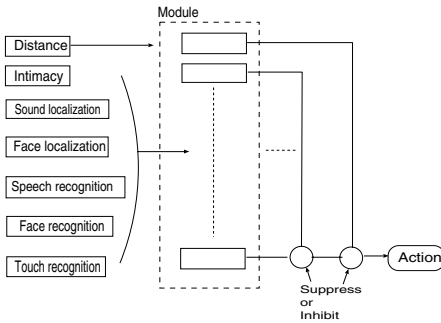 Module
Distance
Intimacy
Sound localization
Face localization
Speech recognition
Face recognition
Touch recognition
Action
Suppress
or
Inhibit